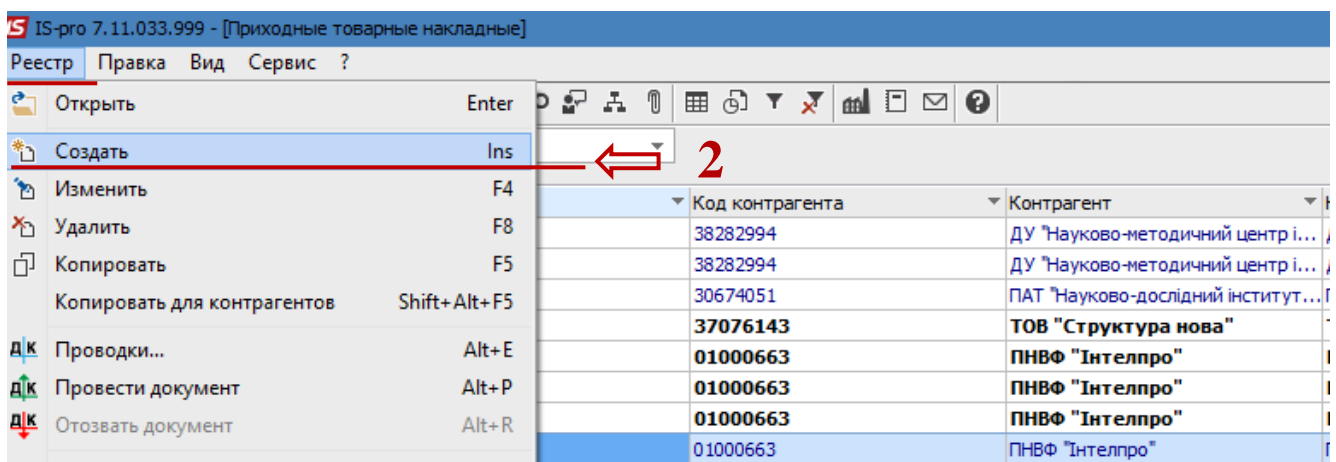 IS IS-pro 7.11.033.999 - [Приходные товарные накладные]
Реестр Правка Вид Сервис ?
Открыть Enter
Создать Ins
2
Изменить F4
Удалить F8
Копировать F5
Копировать для контрагентов Shift+Alt+F5
Д К Проводки... Alt+E
Д К Провести документ Alt+P
Д К Отозвать документ Alt+R
Код контрагента Контрагент
38282994 ДУ "Науково-методичний центр і...
38282994 ДУ "Науково-методичний центр і...
30674051 ПАТ "Науково-дослідний інститут...
37076143 ТОВ "Структура нова"
01000663 ПНВФ "Інтелпро"
01000663 ПНВФ "Інтелпро"
01000663 ПНВФ "Інтелпро"
01000663 ПНВФ "Інтелпро"